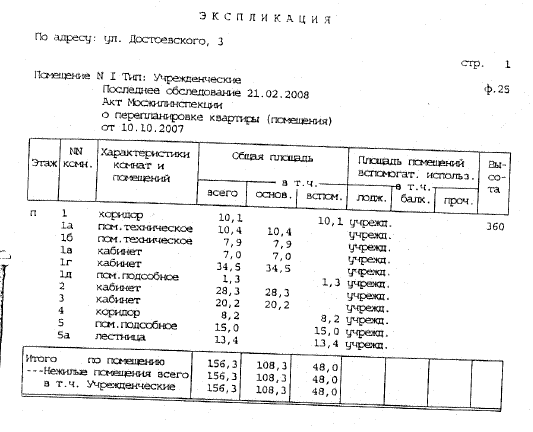 ЭКСПЛИКАЦИЯ
По адресу: ул. Достоевского, 3
стр. 1
Помещение N I Тип: Учрежденческие
ф.25
Последнее обследование 21.02.2008
Акт Мосжилинспекции
о перепланировке квартиры (помещения)
от 10.10.2007
Этаж NN комн. Характеристики комнат и помещений Общая площадь Площадь помещений вспомогат. использ. Вы-со-та
всего в т.ч. основ. вспом. в т.ч. лодж. балк. проч.
п 1 коридор 10,1 10,1 учрежд. 360
1а пом.техническое 10,4 10,4 учрежд.
1б пом.техническое 7,9 7,9 учрежд.
1в кабинет 7,0 7,0 учрежд.
1г кабинет 34,5 34,5 учрежд.
1д пом.подсобное 1,3 1,3 учрежд.
2 кабинет 28,3 28,3 учрежд.
3 кабинет 20,2 20,2 учрежд.
4 коридор 8,2 8,2 учрежд.
5 пом.подсобное 15,0 15,0 учрежд.
5а лестница 13,4 13,4 учрежд.
Итого по помещению 156,3 108,3 48,0
---Нежилые помещения всего 156,3 108,3 48,0
в т.ч. Учрежденческие 156,3 108,3 48,0